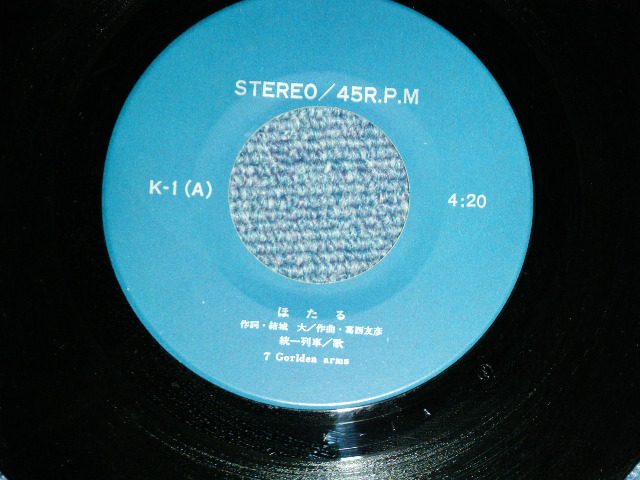 STEREO/45R.P.M
K-1(A)
4:20
ほたる
作詞・結城 大/作曲・葛西友彦
統一列車/歌
7 Gorlden arms